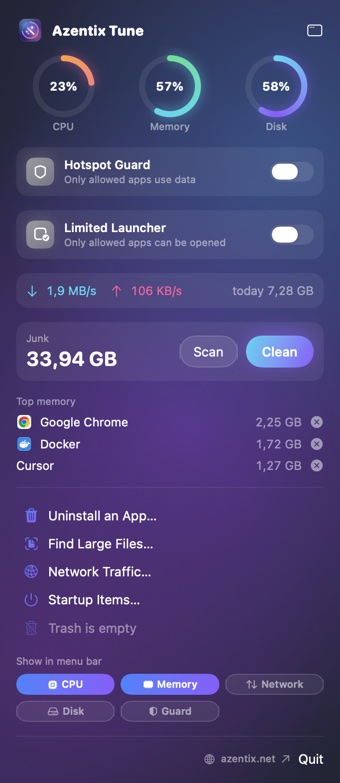 Azentix Tune
23% 57% 58%
CPU Memory Disk
Hotspot Guard
Only allowed apps use data
Limited Launcher
Only allowed apps can be opened
↓ 1,9 MB/s ↑ 106 KB/s today 7,28 GB
Junk
33,94 GB Scan Clean
Top memory
Google Chrome 2,25 GB
Docker 1,72 GB
Cursor 1,27 GB
Uninstall an App...
Find Large Files...
Network Traffic...
Startup Items...
Trash is empty
Show in menu bar
CPU Memory Network
Disk Guard
azentix.net ↗ Quit